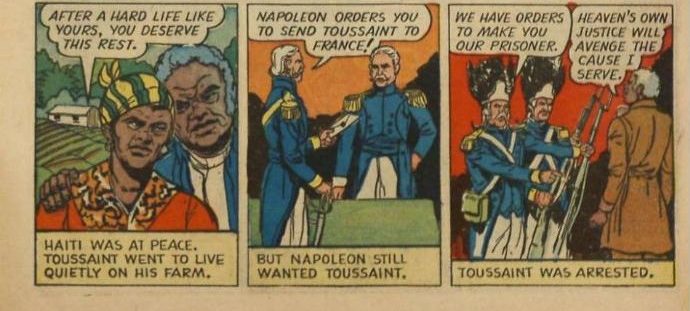 AFTER A HARD LIFE LIKE
YOURS, YOU DESERVE
THIS REST.
HAITI WAS AT PEACE.
TOUSSAINT WENT TO LIVE
QUIETLY ON HIS FARM.
NAPOLEON ORDERS YOU
TO SEND TOUSSAINT TO
FRANCE!
BUT NAPOLEON STILL
WANTED TOUSSAINT.
WE HAVE ORDERS
TO MAKE YOU
OUR PRISONER.
HEAVEN'S OWN
JUSTICE WILL
AVENGE THE
CAUSE I
SERVE.
TOUSSAINT WAS ARRESTED.